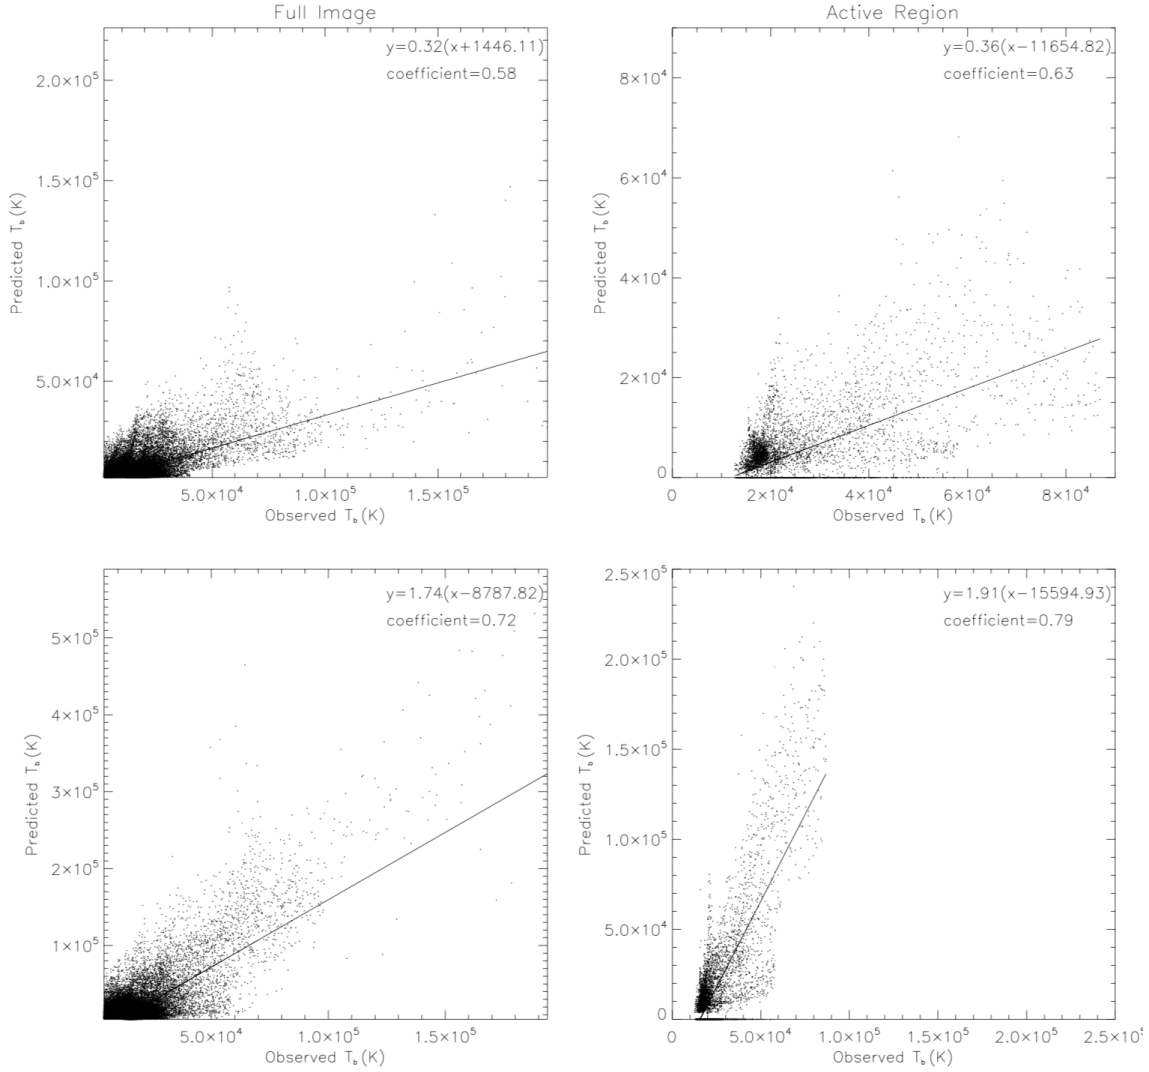 Full Image
y=0.32(x+1446.11)
coefficient=0.58
2.0×10⁵
1.5×10⁵
1.0×10⁵
5.0×10⁴
Predicted T_b(K)
5.0×10⁴ 1.0×10⁵ 1.5×10⁵
Observed T_b(K)
Active Region
y=0.36(x−11654.82)
coefficient=0.63
8×10⁴
6×10⁴
4×10⁴
2×10⁴
0
Predicted T_b(K)
0 2×10⁴ 4×10⁴ 6×10⁴ 8×10⁴
Observed T_b(K)
y=1.74(x−8787.82)
coefficient=0.72
5×10⁵
4×10⁵
3×10⁵
2×10⁵
1×10⁵
Predicted T_b(K)
5.0×10⁴ 1.0×10⁵ 1.5×10⁵
Observed T_b(K)
y=1.91(x−15594.93)
coefficient=0.79
2.5×10⁵
2.0×10⁵
1.5×10⁵
1.0×10⁵
5.0×10⁴
0
Predicted T_b(K)
0 5.0×10⁴ 1.0×10⁵ 1.5×10⁵ 2.0×10⁵ 2.5×10
Observed T_b(K)